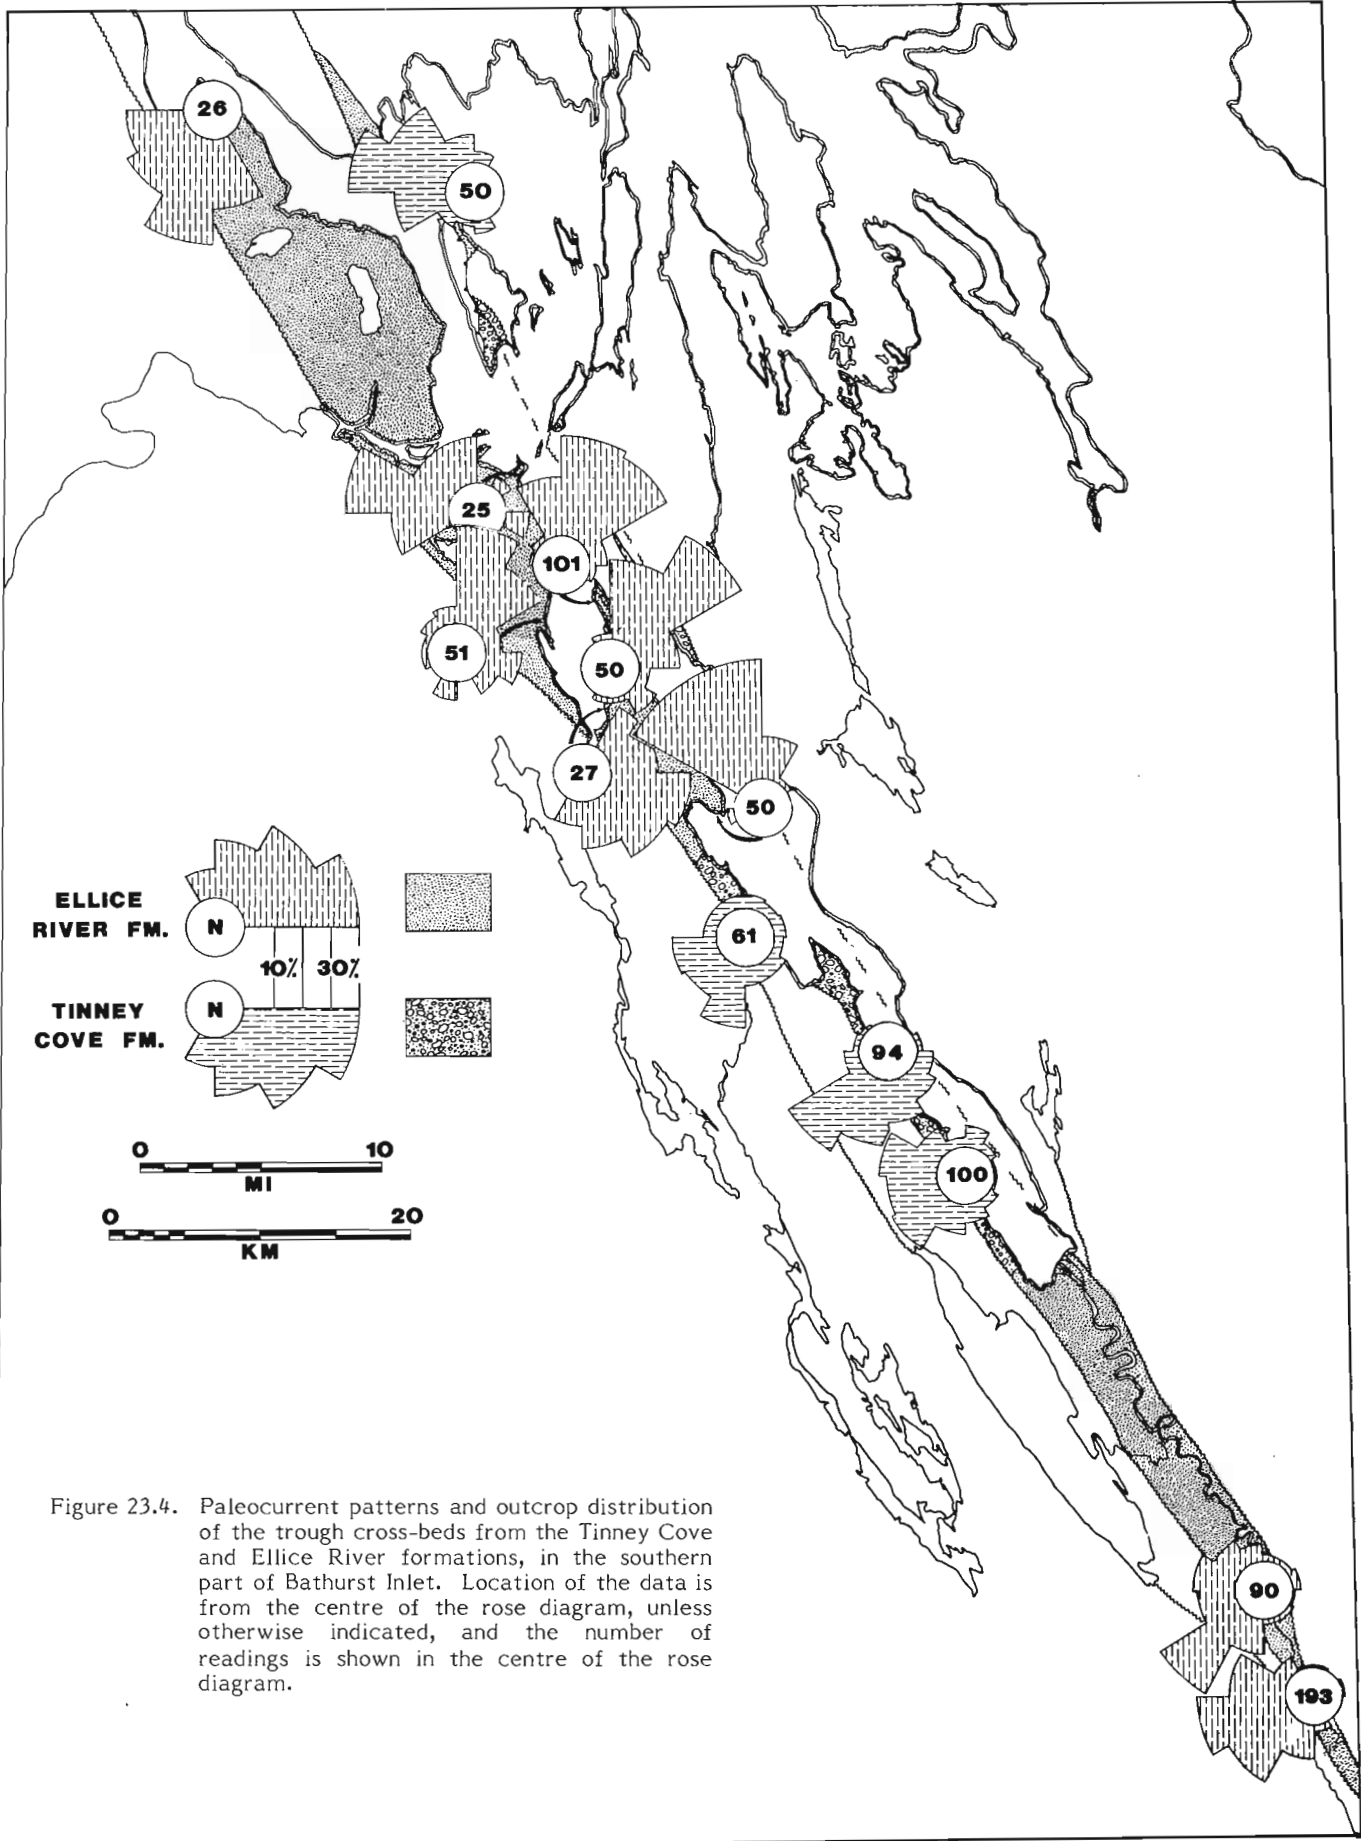 26
50
25
101
51
50
27
50
ELLICE
RIVER FM.
N
10% 30%
TINNEY
COVE FM.
N
61
94
100
0 10
MI
0 20
KM
Figure 23.4. Paleocurrent patterns and outcrop distribution
of the trough cross-beds from the Tinney Cove
and Ellice River formations, in the southern
part of Bathurst Inlet. Location of the data is
from the centre of the rose diagram, unless
otherwise indicated, and the number of
readings is shown in the centre of the rose
diagram.
90
193